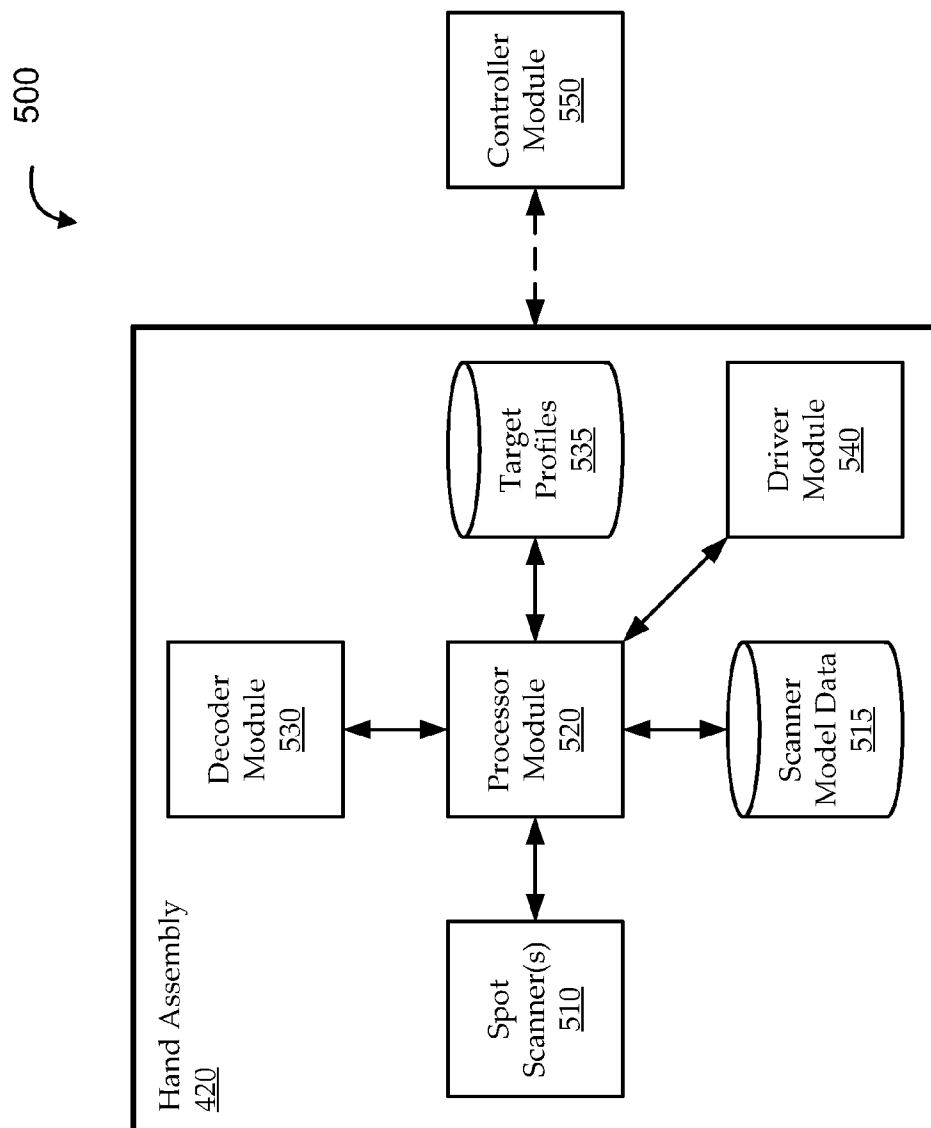 500
Hand Assembly
420
Decoder
Module
530
Spot
Scanner(s)
510
Processor
Module
520
Target
Profiles
535
Controller
Module
550
Scanner
Model Data
515
Driver
Module
540